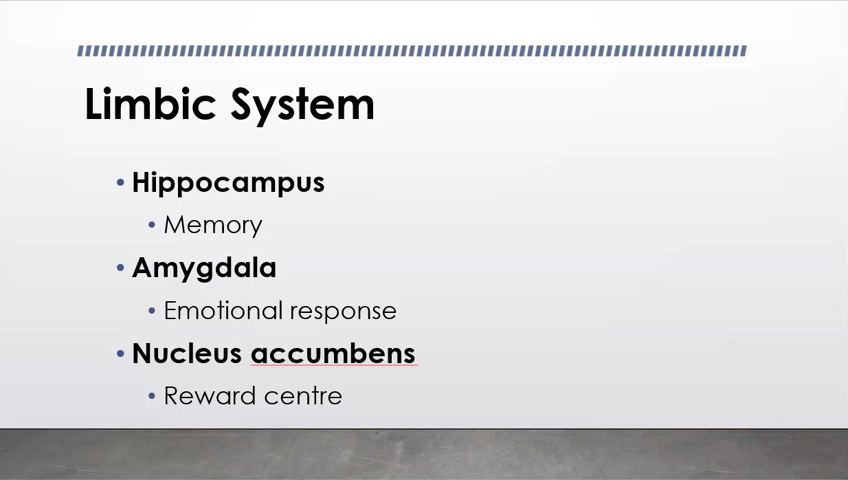 Limbic System
• Hippocampus
• Memory
• Amygdala
• Emotional response
• Nucleus accumbens
• Reward centre